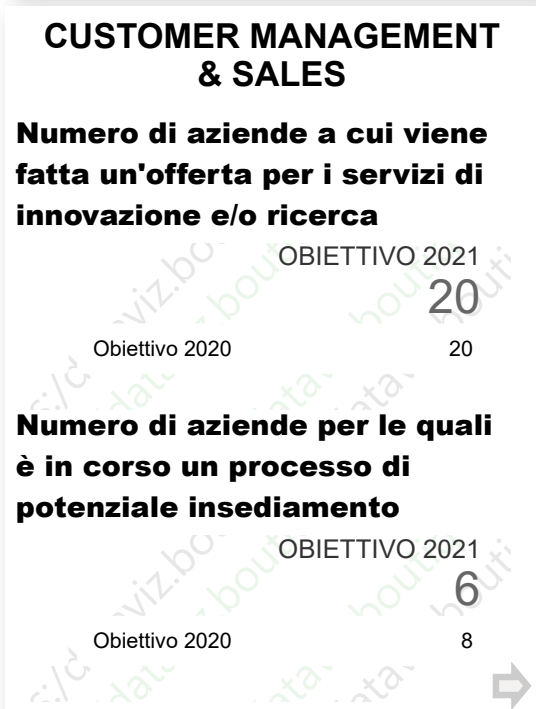 CUSTOMER MANAGEMENT
& SALES
Numero di aziende a cui viene
fatta un'offerta per i servizi di
innovazione e/o ricerca
OBIETTIVO 2021
20
Obiettivo 2020 20
Numero di aziende per le quali
è in corso un processo di
potenziale insediamento
OBIETTIVO 2021
6
Obiettivo 2020 8